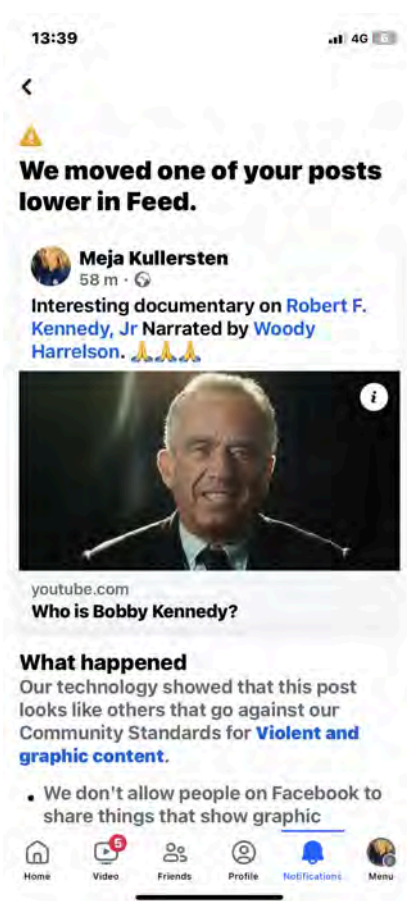 13:39
4G
We moved one of your posts
lower in Feed.
Meja Kullersten
58 m ·
Interesting documentary on Robert F.
Kennedy, Jr Narrated by Woody
Harrelson. 🙏🙏🙏
i
youtube.com
Who is Bobby Kennedy?
What happened
Our technology showed that this post
looks like others that go against our
Community Standards for Violent and
graphic content.
• We don't allow people on Facebook to
share things that show graphic
5
Home Video Friends Profile Notifications Menu